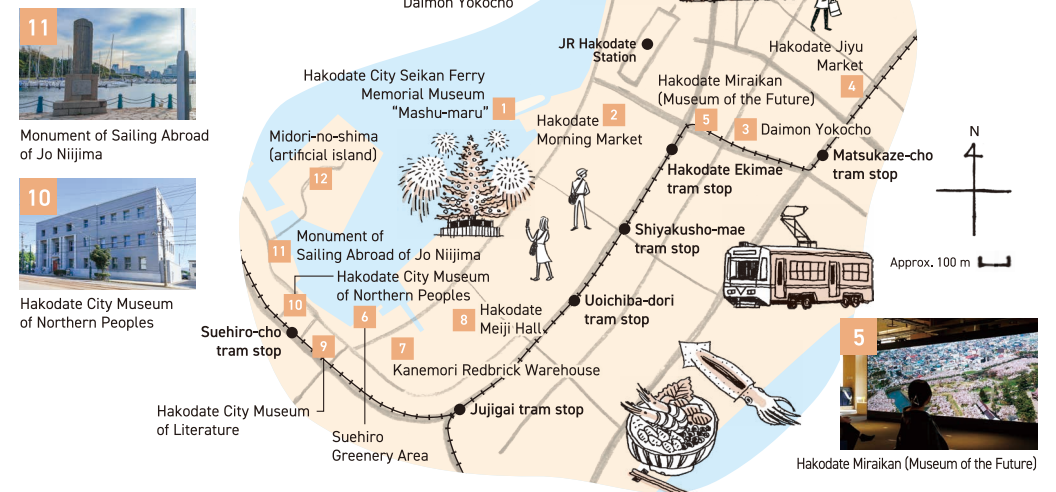 Daimon Yokocho
11
Monument of Sailing Abroad
of Jo Niijima
10
Hakodate City Museum
of Northern Peoples
JR Hakodate
Station
Hakodate Jiyu
Market
4
Hakodate City Seikan Ferry
Memorial Museum
"Mashu-maru"
1
Hakodate
Morning Market
2
Hakodate Miraikan
(Museum of the Future)
5
3
Daimon Yokocho
Midori-no-shima
(artificial island)
12
Hakodate Ekimae
tram stop
Matsukaze-cho
tram stop
N
Shiyakusho-mae
tram stop
Approx. 100 m
11
Monument of
Sailing Abroad of Jo Niijima
Hakodate City Museum
of Northern Peoples
10
Uoichiba-dori
tram stop
6
8
Hakodate
Meiji Hall
Suehiro-cho
tram stop
9
7
Kanemori Redbrick Warehouse
Hakodate City Museum
of Literature
Jujigai tram stop
Suehiro
Greenery Area
5
Hakodate Miraikan (Museum of the Future)